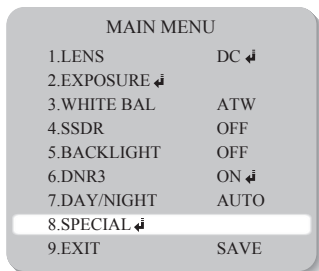 MAIN MENU
1.LENS DC ↲
2.EXPOSURE ↲
3.WHITE BAL ATW
4.SSDR OFF
5.BACKLIGHT OFF
6.DNR3 ON ↲
7.DAY/NIGHT AUTO
8.SPECIAL ↲
9.EXIT SAVE